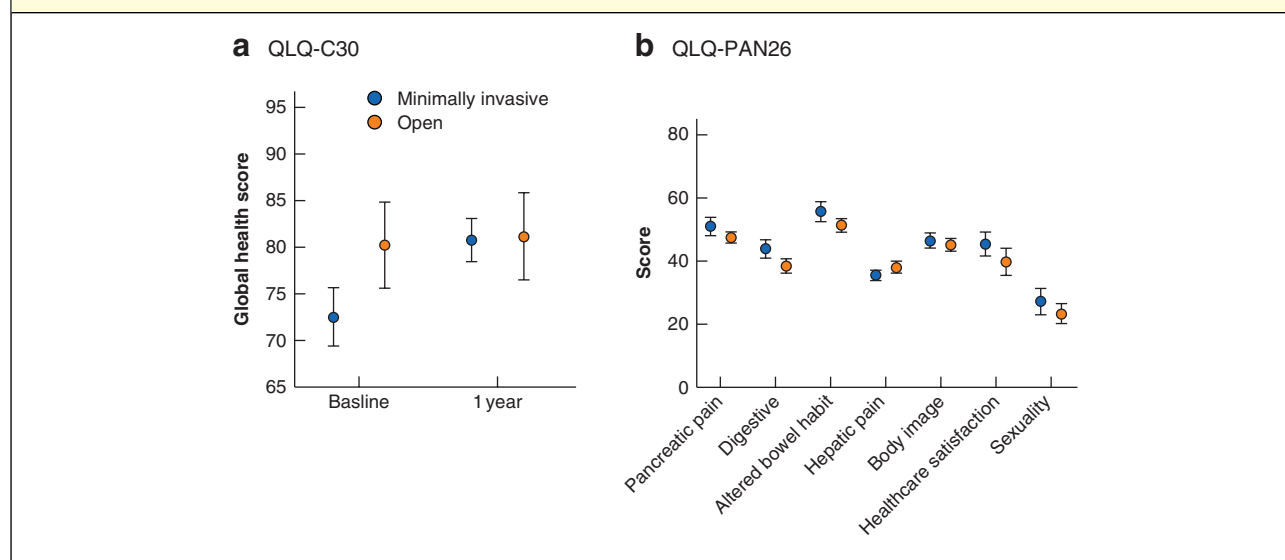 a QLQ-C30
Minimally invasive
Open
Global health score
95
90
85
80
75
70
65
Basline
1 year
b QLQ-PAN26
Score
80
60
40
20
0
Pancreatic pain
Digestive
Altered bowel habit
Hepatic pain
Body image
Healthcare satisfaction
Sexuality